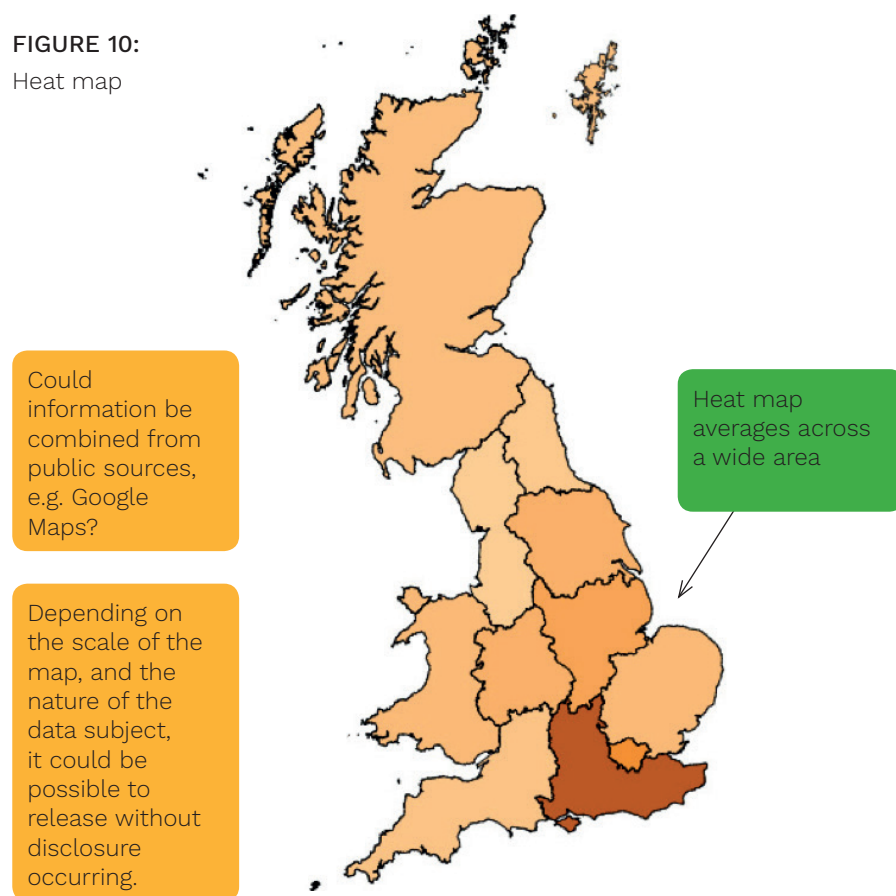 FIGURE 10:
Heat map
Could
information be
combined from
public sources,
e.g. Google
Maps?
Heat map
averages across
a wide area
Depending on
the scale of the
map, and the
nature of the
data subject,
it could be
possible to
release without
disclosure
occurring.